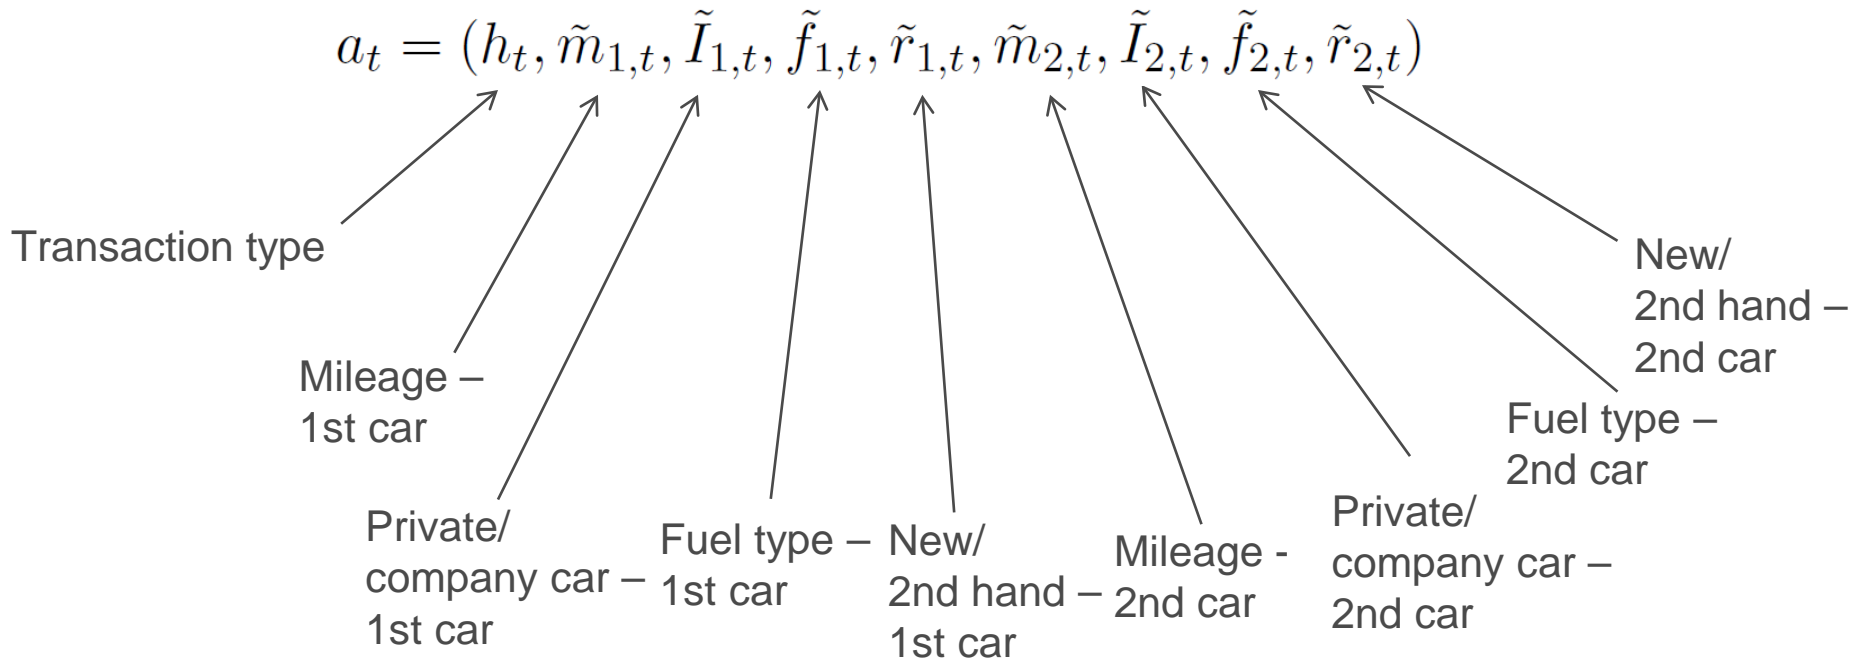 a_t = (h_t, m̃_{1,t}, Ĩ_{1,t}, f̃_{1,t}, r̃_{1,t}, m̃_{2,t}, Ĩ_{2,t}, f̃_{2,t}, r̃_{2,t})
Transaction type
Mileage –
1st car
Private/
company car –
1st car
Fuel type –
1st car
New/
2nd hand –
1st car
Mileage -
2nd car
Private/
company car –
2nd car
Fuel type –
2nd car
New/
2nd hand –
2nd car